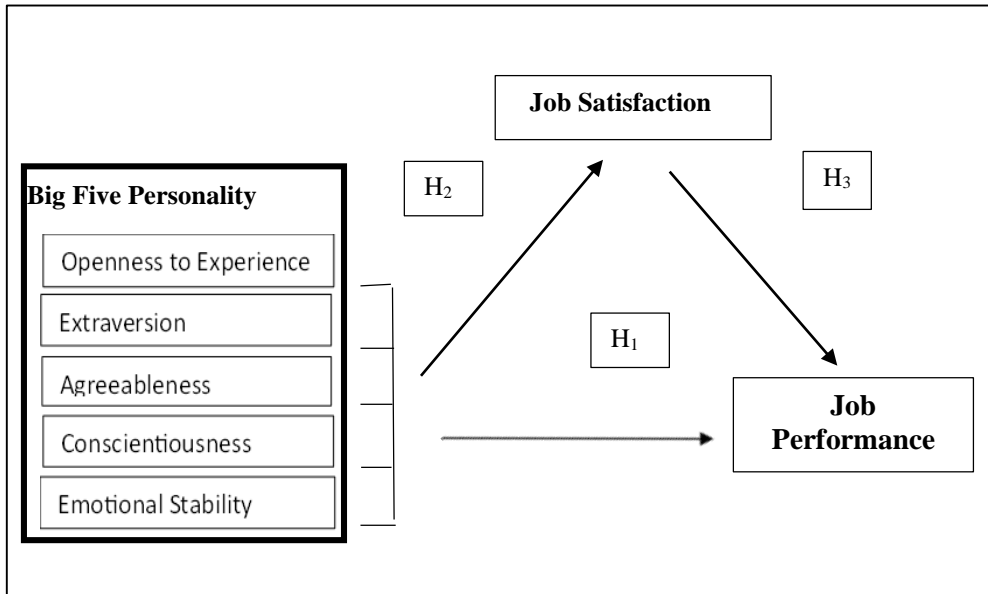 Job Satisfaction
H₂
H₃
Big Five Personality
Openness to Experience
Extraversion
Agreeableness
Conscientiousness
Emotional Stability
H₁
Job
Performance